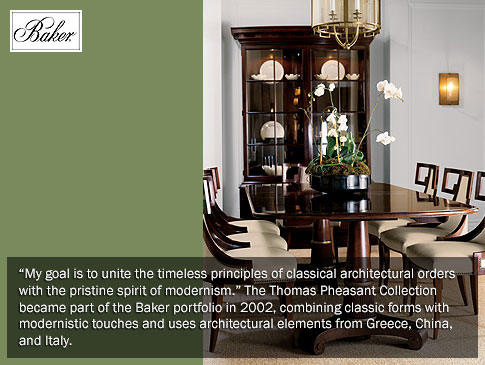 Baker
“My goal is to unite the timeless principles of classical architectural orders
with the pristine spirit of modernism.” The Thomas Pheasant Collection
became part of the Baker portfolio in 2002, combining classic forms with
modernistic touches and uses architectural elements from Greece, China,
and Italy.